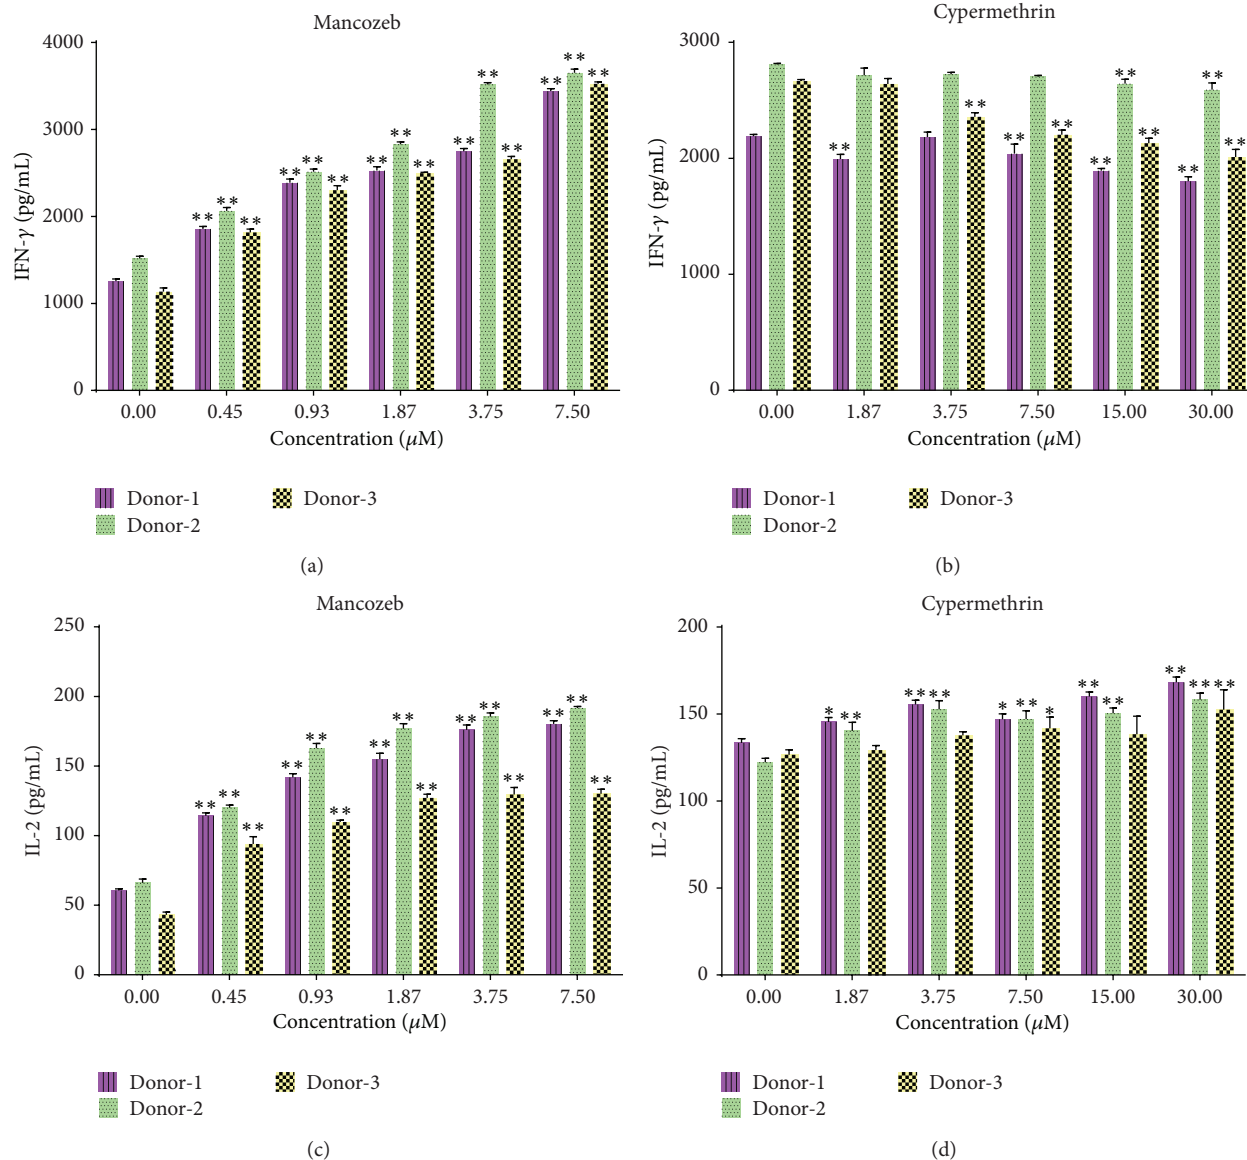 Mancozeb
4000
3000
2000
1000
0
IFN-γ (pg/mL)
** ** ** ** ** ** ** ** ** ** ** ** ** ** **
0.00 0.45 0.93 1.87 3.75 7.50
Concentration (μM)
Donor-1 Donor-3
Donor-2
(a)
Cypermethrin
3000
2000
1000
0
IFN-γ (pg/mL)
** ** ** ** ** ** ** ** ** **
0.00 1.87 3.75 7.50 15.00 30.00
Concentration (μM)
Donor-1 Donor-3
Donor-2
(b)
Mancozeb
250
200
150
100
50
0
IL-2 (pg/mL)
** ** ** ** ** ** ** ** ** ** ** ** ** ** **
0.00 0.45 0.93 1.87 3.75 7.50
Concentration (μM)
Donor-1 Donor-3
Donor-2
(c)
Cypermethrin
200
150
100
50
0
IL-2 (pg/mL)
* ** ** ** * ** * ** ** ** ** **
0.00 1.87 3.75 7.50 15.00 30.00
Concentration (μM)
Donor-1 Donor-3
Donor-2
(d)